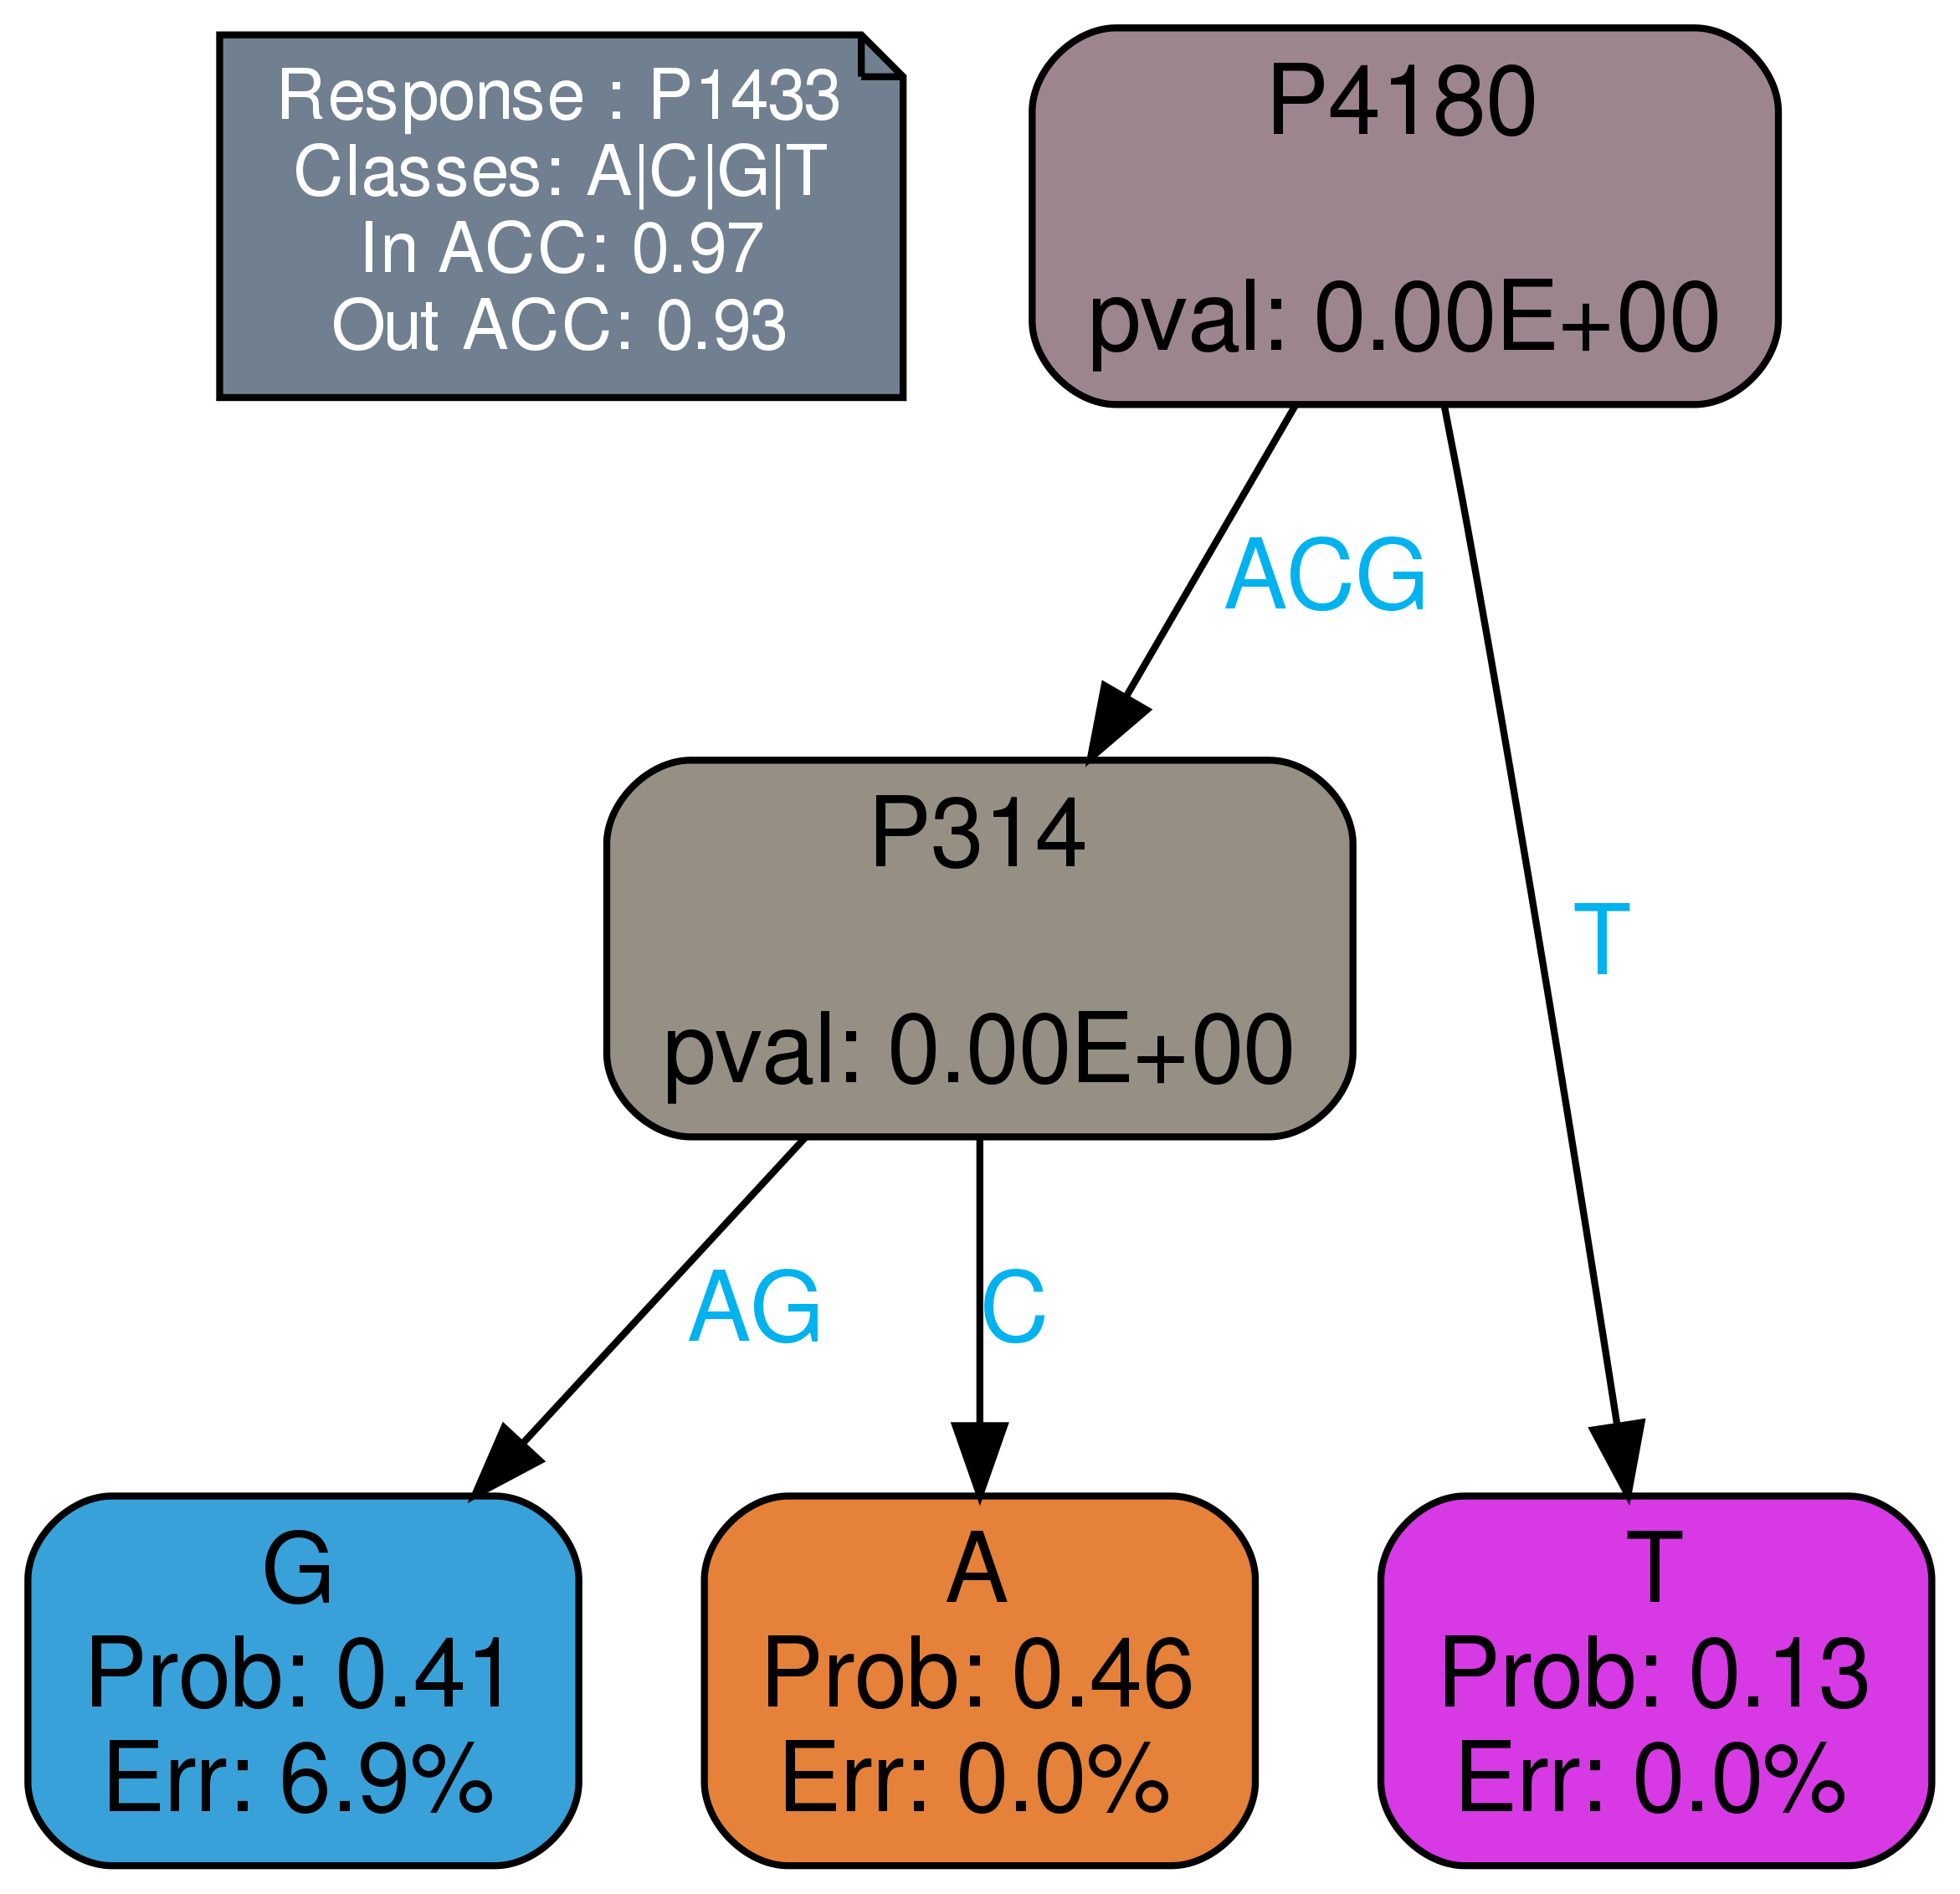 Response : P1433
Classes: A|C|G|T
In ACC: 0.97
Out ACC: 0.93
P4180
pval: 0.00E+00
ACG
T
P314
pval: 0.00E+00
AG
C
G
Prob: 0.41
Err: 6.9%
A
Prob: 0.46
Err: 0.0%
T
Prob: 0.13
Err: 0.0%